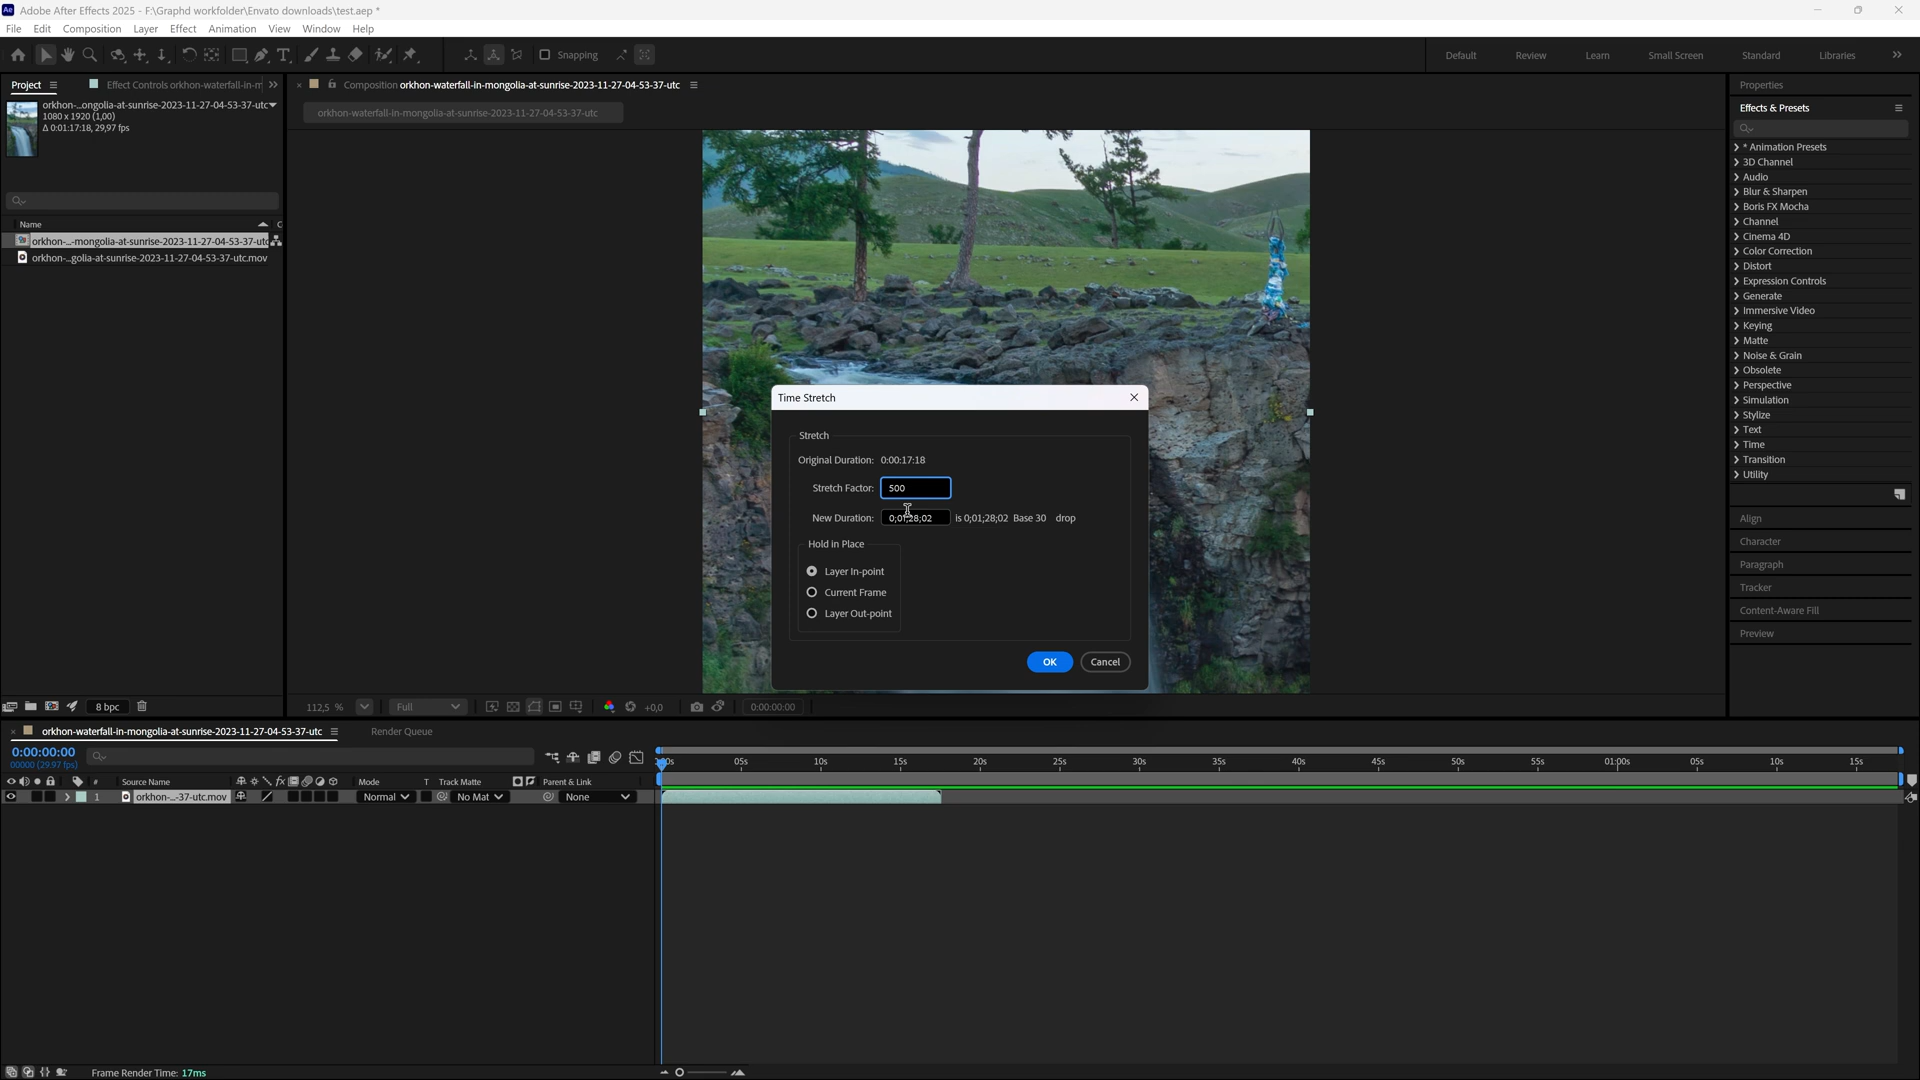 Adobe After Effects 2025 - F:\Graphd workfolder\Envato downloads\test.aep *
File Edit Composition Layer Effect Animation View Window Help
Snapping
Default Review Learn Small Screen Standard Libraries
Project Effect Controls orkhon-waterfall-in-m
Composition orkhon-waterfall-in-mongolia-at-sunrise-2023-11-27-04-53-37-utc
Properties
orkhon-...ongolia-at-sunrise-2023-11-27-04-53-37-utc
1080 x 1920 (1,00)
Δ 0:01:17:18, 29,97 fps
orkhon-waterfall-in-mongolia-at-sunrise-2023-11-27-04-53-37-utc
Effects & Presets
* Animation Presets
3D Channel
Audio
Blur & Sharpen
Boris FX Mocha
Channel
Cinema 4D
Color Correction
Distort
Expression Controls
Generate
Immersive Video
Keying
Matte
Noise & Grain
Obsolete
Perspective
Simulation
Stylize
Text
Time
Transition
Utility
Align
Character
Paragraph
Tracker
Content-Aware Fill
Preview
Name
orkhon-...-mongolia-at-sunrise-2023-11-27-04-53-37-utc
orkhon-...golia-at-sunrise-2023-11-27-04-53-37-utc.mov
Time Stretch
Stretch
Original Duration: 0:00:17:18
Stretch Factor: 500
New Duration: 0;01;28;02 is 0;01;28;02 Base 30 drop
Hold in Place
Layer In-point
Current Frame
Layer Out-point
OK Cancel
8 bpc
112,5 % Full +0,0 0:00:00:00
orkhon-waterfall-in-mongolia-at-sunrise-2023-11-27-04-53-37-utc Render Queue
0:00:00:00
00000 (29.97 fps)
05s 10s 15s 20s 25s 30s 35s 40s 45s 50s 55s 01:00s 05s 10s 15s
# Source Name fx Mode T Track Matte Parent & Link
1 orkhon-...-37-utc.mov Normal No Mat None
Frame Render Time: 17ms